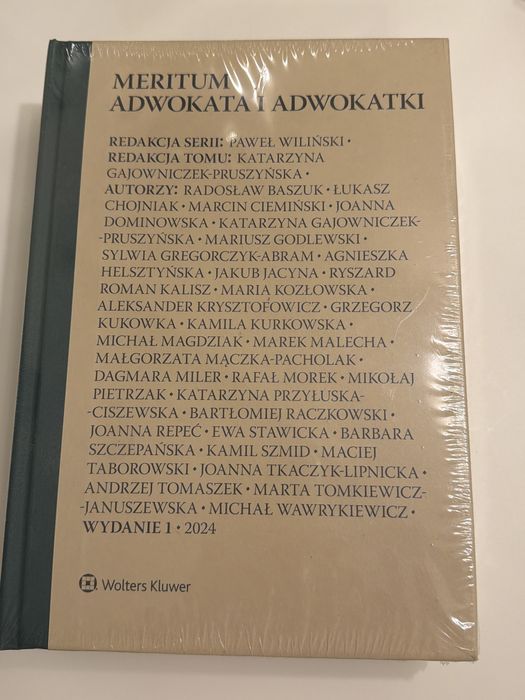 MERITUM
ADWOKATA I ADWOKATKI
REDAKCJA SERII: PAWEŁ WILIŃSKI •
REDAKCJA TOMU: KATARZYNA
GAJOWNICZEK-PRUSZYŃSKA •
AUTORZY: RADOSŁAW BASZUK • ŁUKASZ
CHOJNIAK • MARCIN CIEMIŃSKI • JOANNA
DOMINOWSKA • KATARZYNA GAJOWNICZEK-
-PRUSZYŃSKA • MARIUSZ GODLEWSKI •
SYLWIA GREGORCZYK-ABRAM • AGNIESZKA
HELSZTYŃSKA • JAKUB JACYNA • RYSZARD
ROMAN KALISZ • MARIA KOZŁOWSKA •
ALEKSANDER KRYSZTOFOWICZ • GRZEGORZ
KUKOWKA • KAMILA KURKOWSKA •
MICHAŁ MAGDZIAK • MAREK MALECHA •
MAŁGORZATA MĄCZKA-PACHOLAK •
DAGMARA MILER • RAFAŁ MOREK • MIKOŁAJ
PIETRZAK • KATARZYNA PRZYŁUSKA-
-CISZEWSKA • BARTŁOMIEJ RACZKOWSKI •
JOANNA REPEĆ • EWA STAWICKA • BARBARA
SZCZEPAŃSKA • KAMIL SZMID • MACIEJ
TABOROWSKI • JOANNA TKACZYK-LIPNICKA •
ANDRZEJ TOMASZEK • MARTA TOMKIEWICZ-
-JANUSZEWSKA • MICHAŁ WAWRYKIEWICZ •
WYDANIE 1 • 2024
Wolters Kluwer